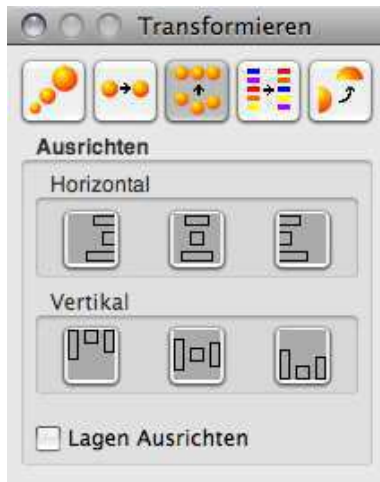 Transformieren
Ausrichten
Horizontal
Vertikal
Lagen Ausrichten